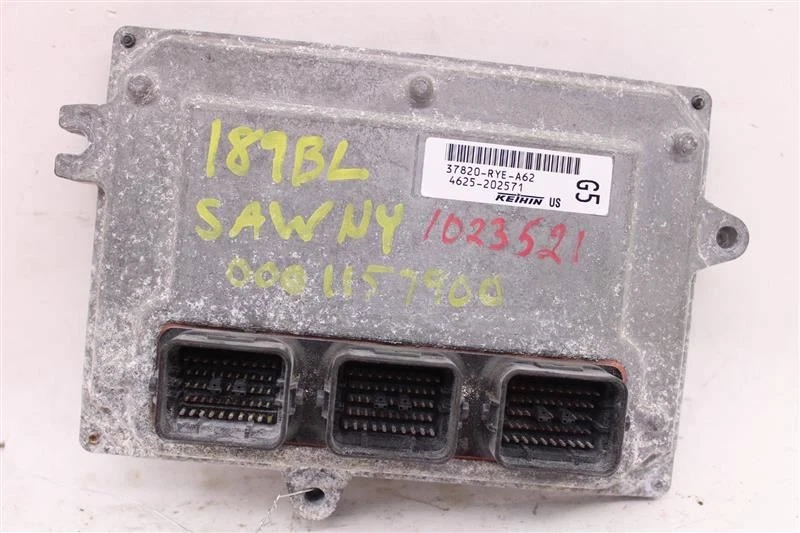 189BL
SAWNY
1023521
0001157900
37820-RYE-A62
4625-202571
KEIHIN US
G5